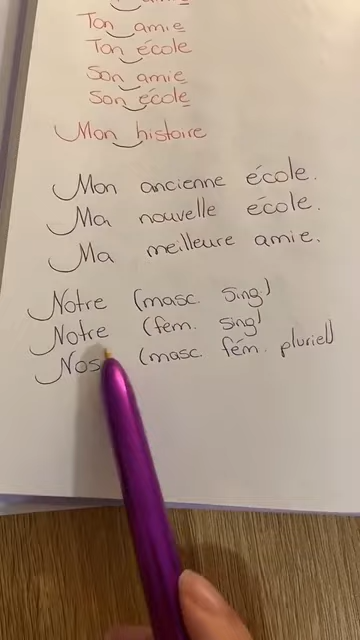 Ton amie
Ton école
Son amie
Son école
Mon histoire
Mon ancienne école.
Ma nouvelle école.
Ma meilleure amie.
Notre (masc. sing.)
Notre (fém. sing)
Nos (masc. fém. pluriel)